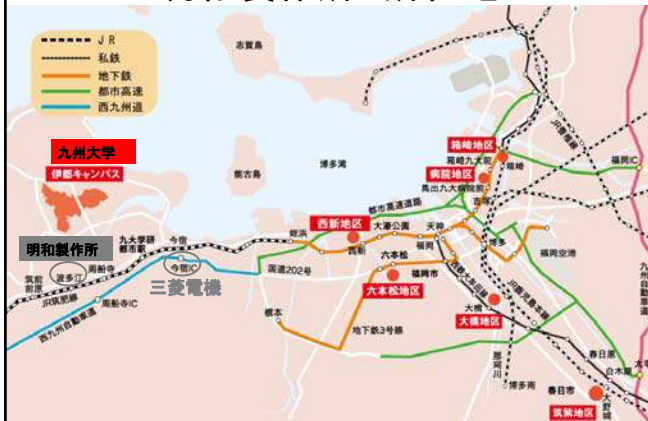 JR
私鉄
地下鉄
都市高速
西九州道
志賀島
九州大学
伊都キャンパス
能古島
博多湾
箱崎地区
箱崎九大前
箱崎
病院地区
馬出九大病院前
吉塚
JR香椎線
福岡IC
西新地区
都市高速道路
大濠公園
天神
姪浜
西新
福岡
博多
福岡空港
九大学研
都市駅
今宿
明和製作所
周船寺
今宿IC
国道202号
六本松
福岡市
六本松地区
三菱電機
筑前
前原
波多江
JR筑肥線
周船寺IC
西九州自動車道
橋本
地下鉄3号線
大橋
大橋地区
JR鹿児島本線
九州自動車道
那珂川
博多南
春日原
白木原
春日市
大野城
筑紫地区